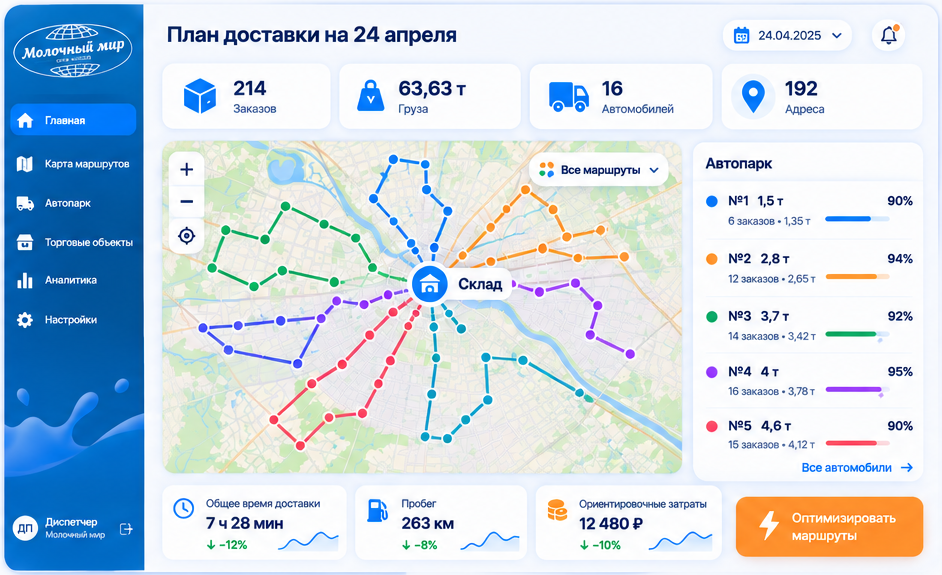 Молочный мир
План доставки на 24 апреля
24.04.2025
214
Заказов
63,63 т
Груза
16
Автомобилей
192
Адреса
Главная
Карта маршрутов
Автопарк
Торговые объекты
Аналитика
Настройки
Диспетчер
Молочный мир
ДП
Все маршруты
Склад
Автопарк
№1 1,5 т 90%
6 заказов • 1,35 т
№2 2,8 т 94%
12 заказов • 2,65 т
№3 3,7 т 92%
14 заказов • 3,42 т
№4 4 т 95%
16 заказов • 3,78 т
№5 4,6 т 90%
15 заказов • 4,12 т
Все автомобили →
Общее время доставки
7 ч 28 мин
↓ −12%
Пробег
263 км
↓ −8%
Ориентировочные затраты
12 480 ₽
↓ −10%
Оптимизировать
маршруты